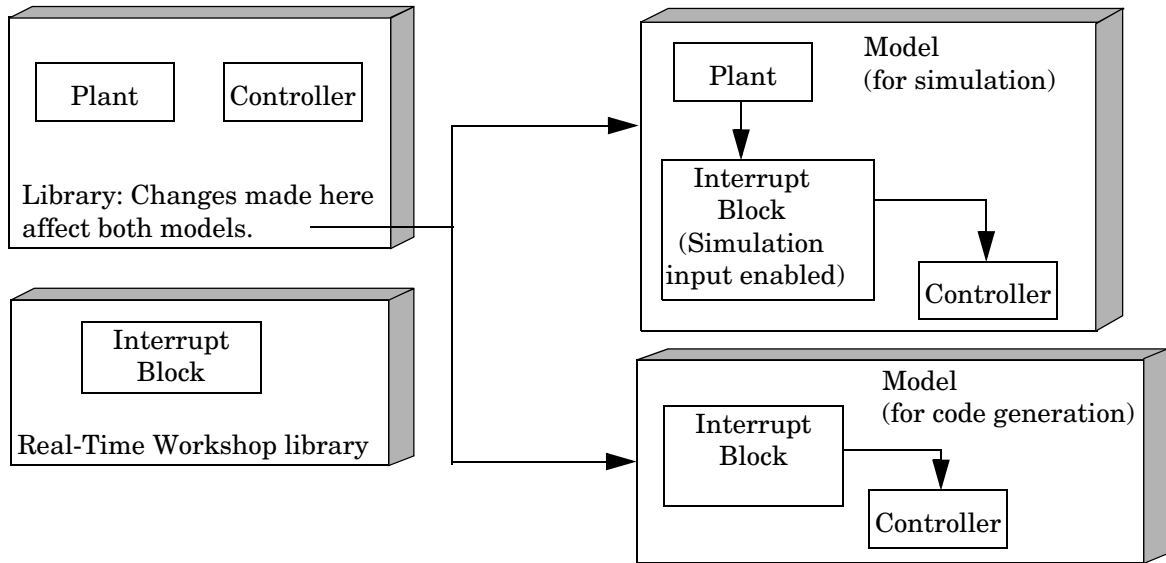 Plant
Controller
Library: Changes made here
affect both models.
Interrupt
Block
Real-Time Workshop library
Model
(for simulation)
Plant
Interrupt
Block
(Simulation
input enabled)
Controller
Model
(for code generation)
Interrupt
Block
Controller